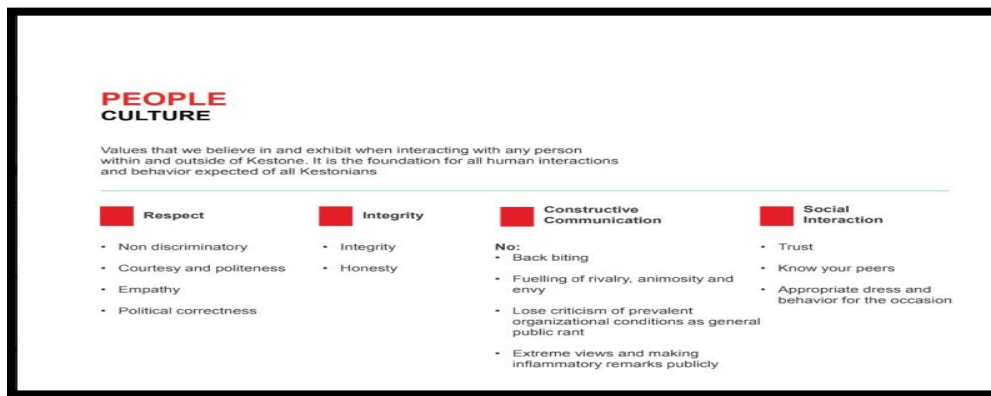 PEOPLE
CULTURE
Values that we believe in and exhibit when interacting with any person
within and outside of Kestone. It is the foundation for all human interactions
and behavior expected of all Kestonians
Respect
• Non discriminatory
• Courtesy and politeness
• Empathy
• Political correctness
Integrity
• Integrity
• Honesty
Constructive
Communication
No:
• Back biting
• Fuelling of rivalry, animosity and
envy
• Lose criticism of prevalent
organizational conditions as general
public rant
• Extreme views and making
inflammatory remarks publicly
Social
Interaction
• Trust
• Know your peers
• Appropriate dress and
behavior for the occasion